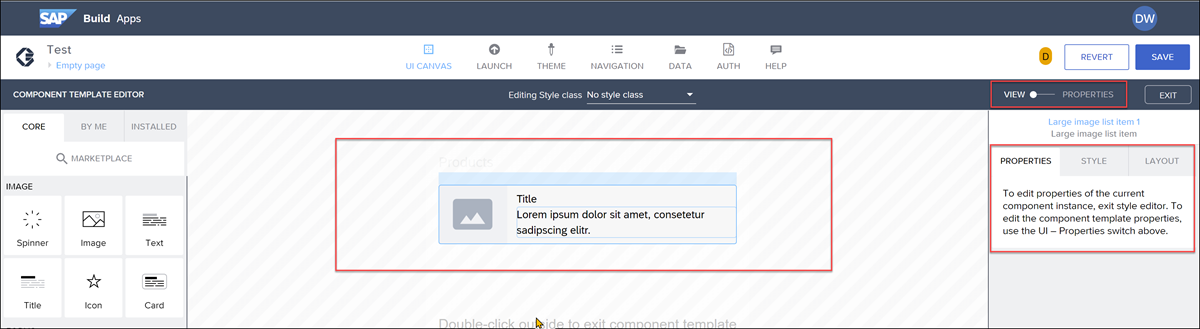 SAP Build Apps
DW
Test
Empty page
UI CANVAS
LAUNCH
THEME
NAVIGATION
DATA
AUTH
HELP
D
REVERT
SAVE
COMPONENT TEMPLATE EDITOR
Editing Style class No style class
VIEW
PROPERTIES
EXIT
CORE
BY ME
INSTALLED
MARKETPLACE
IMAGE
Spinner
Image
Text
Title
Icon
Card
Products
Title
Lorem ipsum dolor sit amet, consetetur
sadipscing elitr.
Double-click outside to exit component template
Large image list item 1
Large image list item
PROPERTIES
STYLE
LAYOUT
To edit properties of the current
component instance, exit style editor. To
edit the component template properties,
use the UI – Properties switch above.